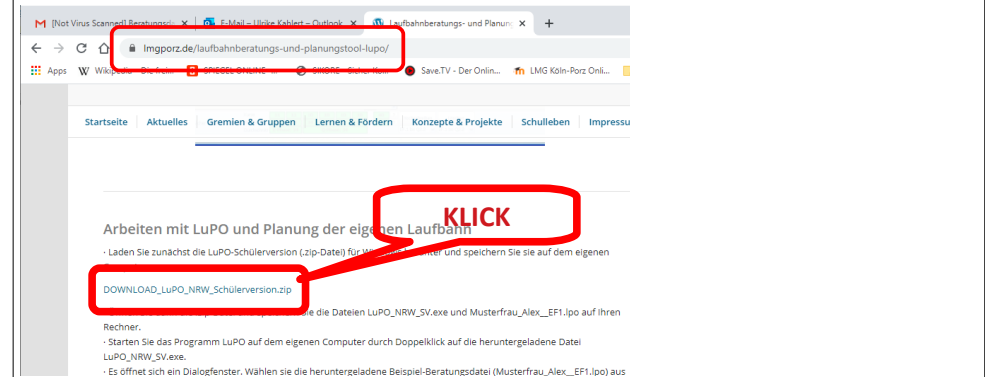 [Not Virus Scanned] Beratungsda E-Mail – Ulrike Kahlert – Outlook Laufbahnberatungs- und Planung
lmgporz.de/laufbahnberatungs-und-planungstool-lupo/
Apps Save.TV - Der Onlin... LMG Köln-Porz Onli...
Startseite Aktuelles Gremien & Gruppen Lernen & Fördern Konzepte & Projekte Schulleben Impressu
KLICK
Arbeiten mit LuPO und Planung der eigenen Laufbahn
· Laden Sie zunächst die LuPO-Schülerversion (.zip-Datei) für und speichern Sie sie auf dem eigenen
DOWNLOAD_LuPO_NRW_Schülerversion.zip
die Dateien LuPO_NRW_SV.exe und Musterfrau_Alex__EF1.lpo auf Ihren
Rechner.
· Starten Sie das Programm LuPO auf dem eigenen Computer durch Doppelklick auf die heruntergeladene Datei
LuPO_NRW_SV.exe.
· Es öffnet sich ein Dialogfenster. Wählen sie die heruntergeladene Beispiel-Beratungsdatei (Musterfrau_Alex__EF1.lpo) aus